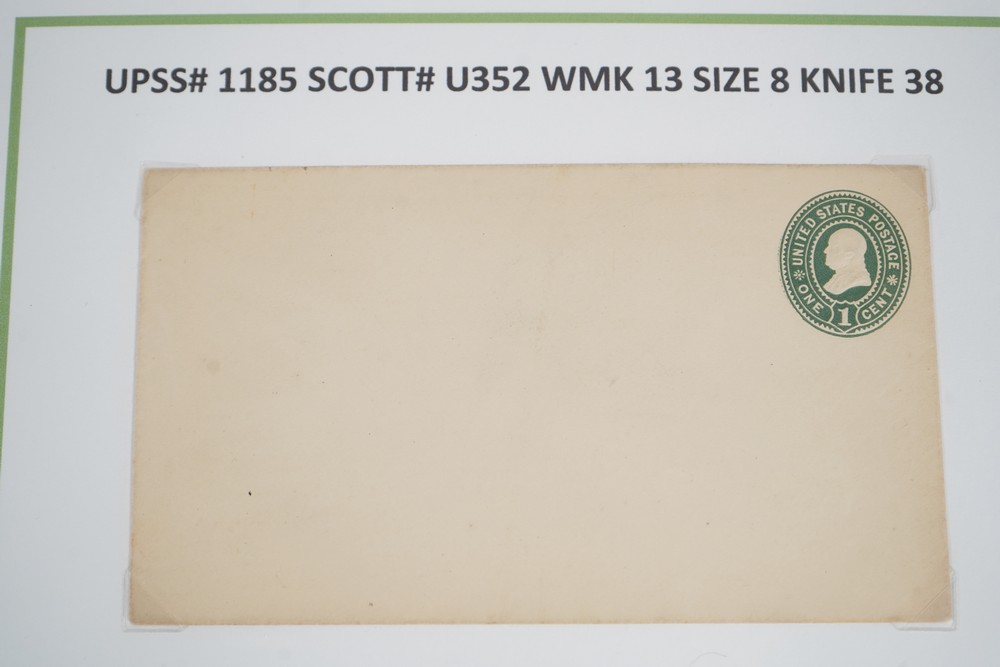 UPSS# 1185 SCOTT# U352 WMK 13 SIZE 8 KNIFE 38
UNITED STATES POSTAGE
ONE 1 CENT